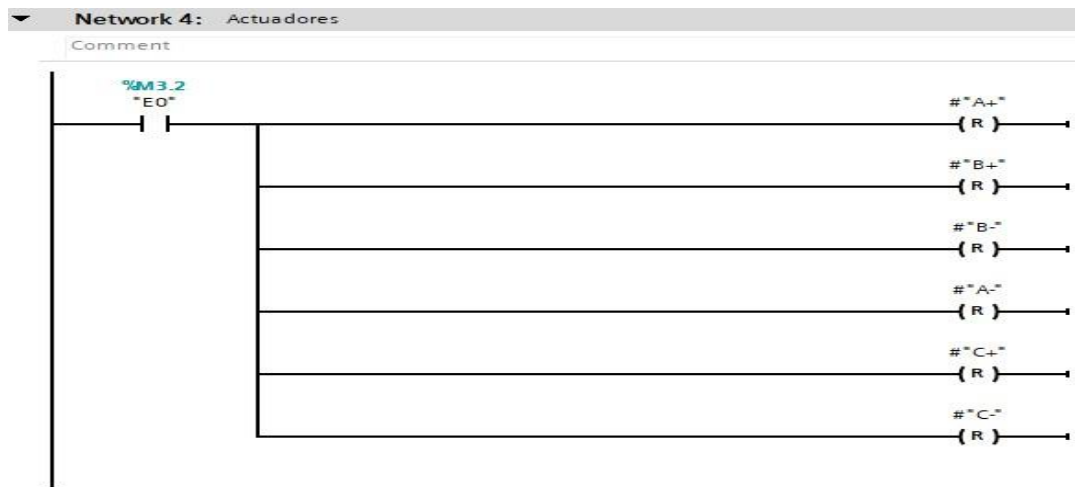 Network 4: Actuadores
Comment
%M3.2
"E0"
#"A+"
( R )
#"B+"
( R )
#"B-"
( R )
#"A-"
( R )
#"C+"
( R )
#"C-"
( R )